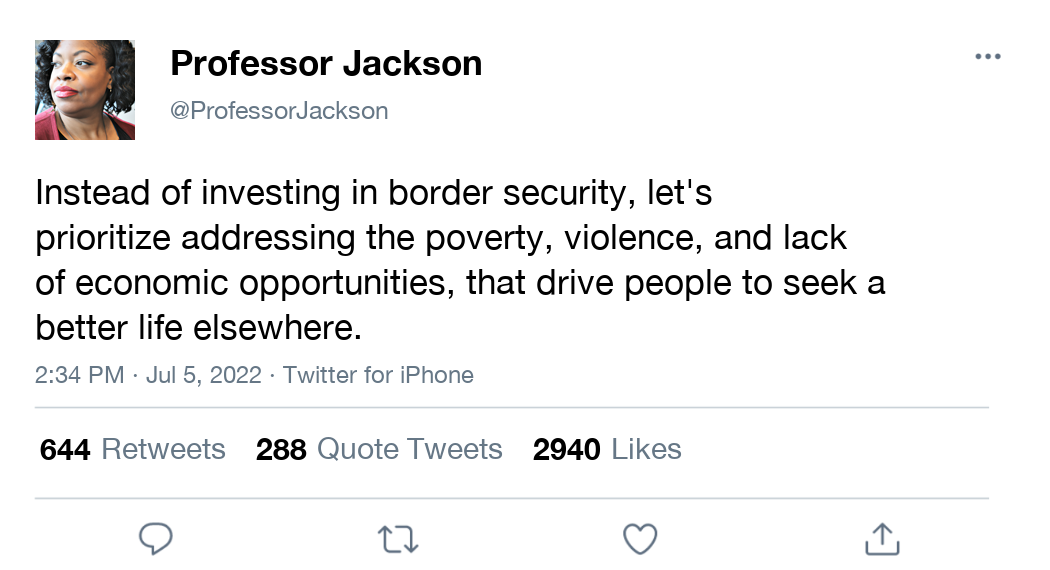 Professor Jackson
@ProfessorJackson
Instead of investing in border security, let's
prioritize addressing the poverty, violence, and lack
of economic opportunities, that drive people to seek a
better life elsewhere.
2:34 PM · Jul 5, 2022 · Twitter for iPhone
644 Retweets 288 Quote Tweets 2940 Likes